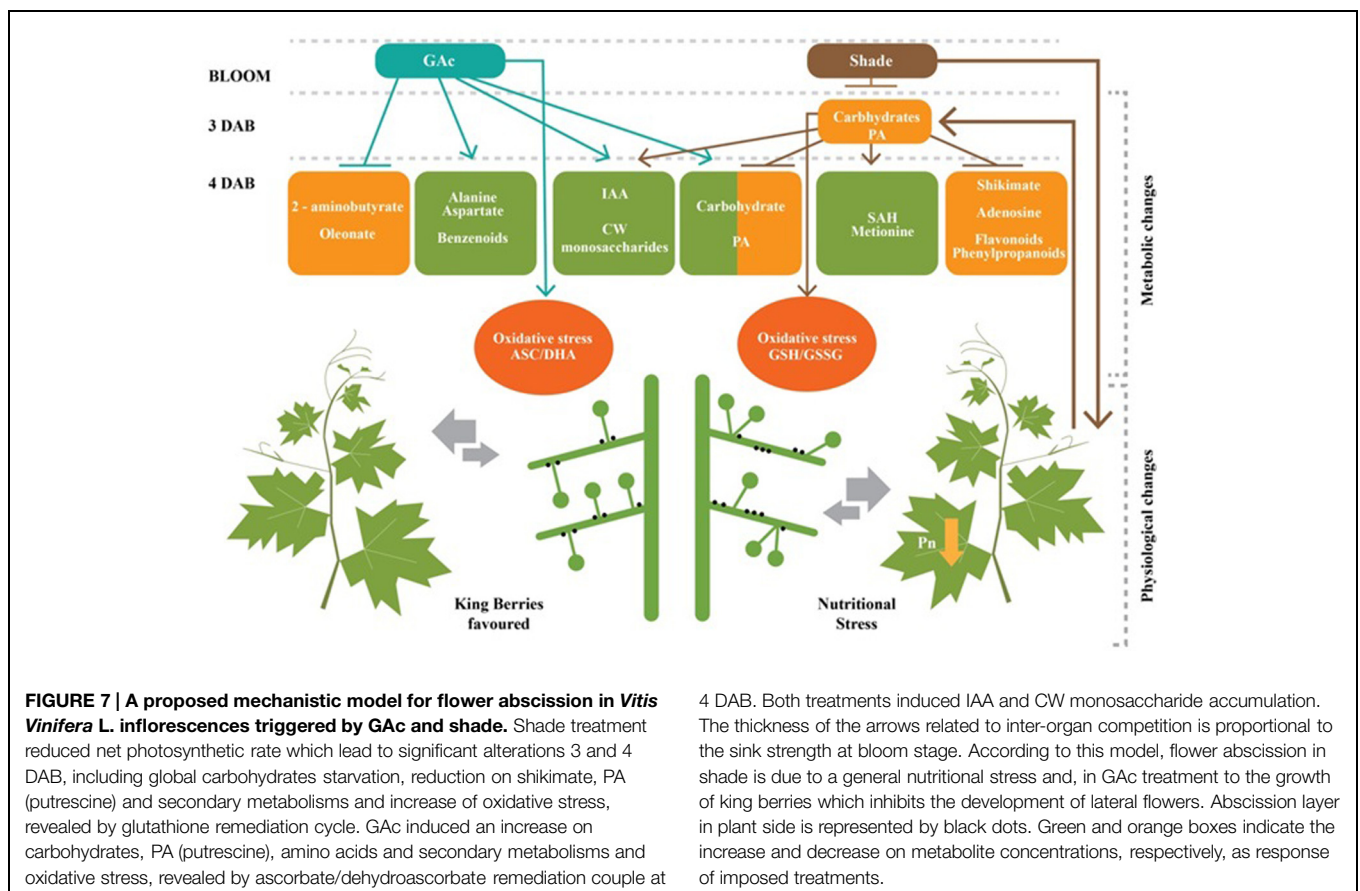 GAc
Shade
BLOOM
3 DAB
Carbhydrates
PA
4 DAB
2 - aminobutyrate
Oleonate
Alanine
Aspartate
Benzenoids
IAA
CW
monosaccharides
Carbohydrate
PA
SAH
Metionine
Shikimate
Adenosine
Flavonoids
Phenylpropanoids
Metabolic changes
Oxidative stress
ASC/DHA
Oxidative stress
GSH/GSSG
Pn
Physiological changes
King Berries
favoured
Nutritional
Stress
FIGURE 7 | A proposed mechanistic model for flower abscission in Vitis
Vinifera L. inflorescences triggered by GAc and shade. Shade treatment
reduced net photosynthetic rate which lead to significant alterations 3 and 4
DAB, including global carbohydrates starvation, reduction on shikimate, PA
(putrescine) and secondary metabolisms and increase of oxidative stress,
revealed by glutathione remediation cycle. GAc induced an increase on
carbohydrates, PA (putrescine), amino acids and secondary metabolisms and
oxidative stress, revealed by ascorbate/dehydroascorbate remediation couple at
4 DAB. Both treatments induced IAA and CW monosaccharide accumulation.
The thickness of the arrows related to inter-organ competition is proportional to
the sink strength at bloom stage. According to this model, flower abscission in
shade is due to a general nutritional stress and, in GAc treatment to the growth
of king berries which inhibits the development of lateral flowers. Abscission layer
in plant side is represented by black dots. Green and orange boxes indicate the
increase and decrease on metabolite concentrations, respectively, as response
of imposed treatments.